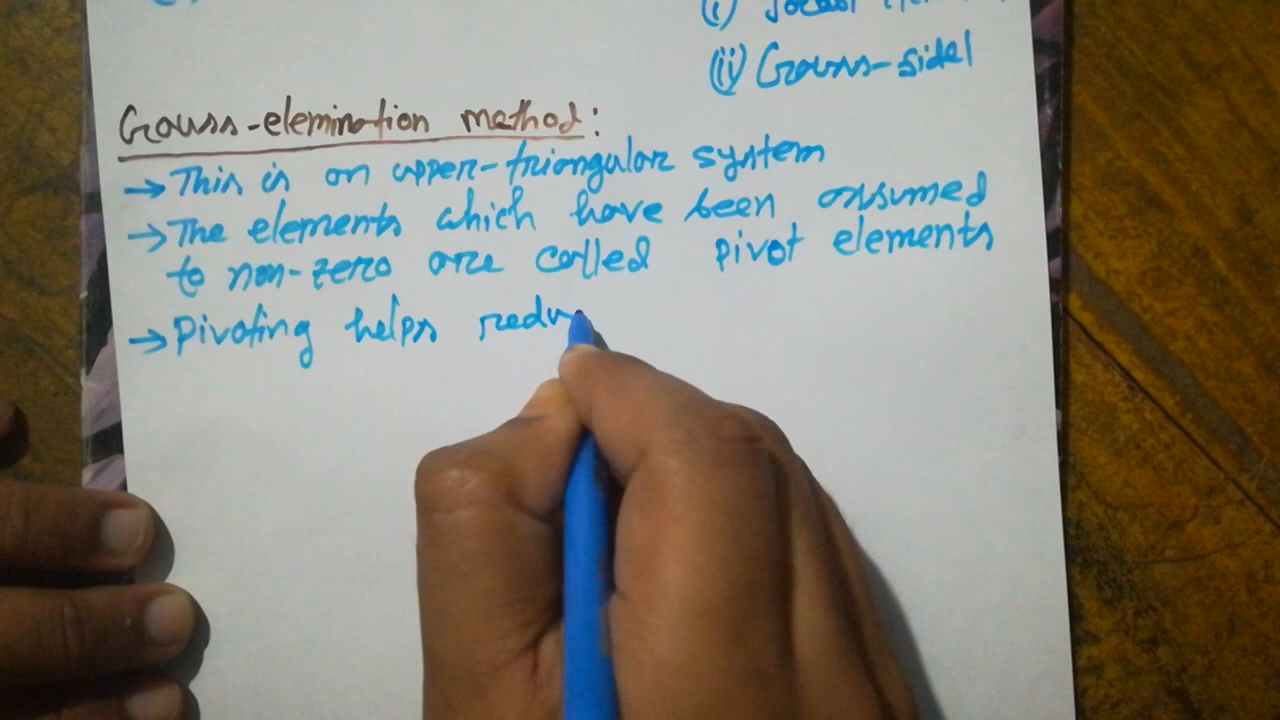 (i)
(ii) Gauss-sidal
Gauss-elemination method:
→ This is an upper-triangular system
→ The elements which have been assumed
to non-zero are called pivot elements
→ Pivoting helps redu